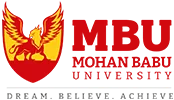 MBU
MOHAN BABU
UNIVERSITY
DREAM. BELIEVE. ACHIEVE